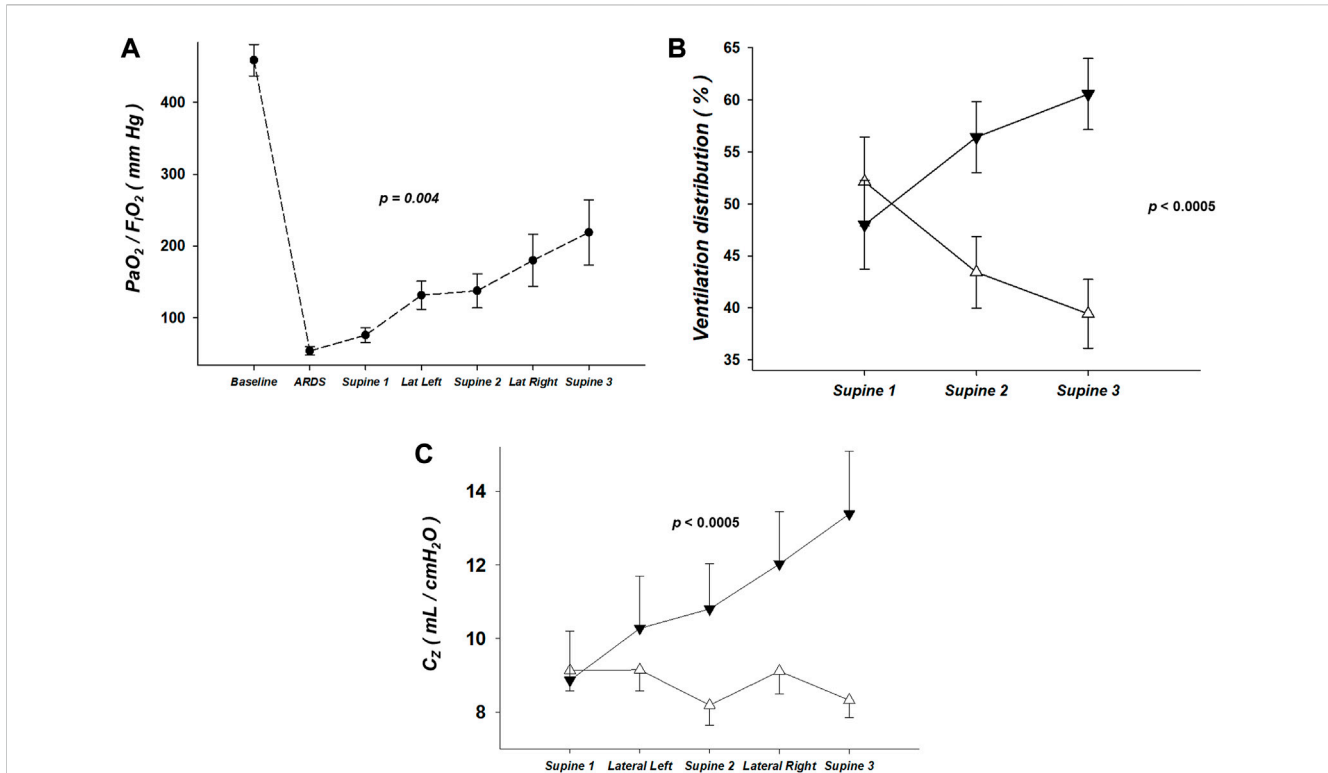 A
PaO₂ / FᵢO₂ ( mm Hg )
400
300
200
100
p = 0.004
Baseline ARDS Supine 1 Lat Left Supine 2 Lat Right Supine 3
B
Ventilation distribution ( % )
65
60
55
50
45
40
35
p < 0.0005
Supine 1 Supine 2 Supine 3
C
C_Z ( mL / cmH₂O )
14
12
10
8
p < 0.0005
Supine 1 Lateral Left Supine 2 Lateral Right Supine 3